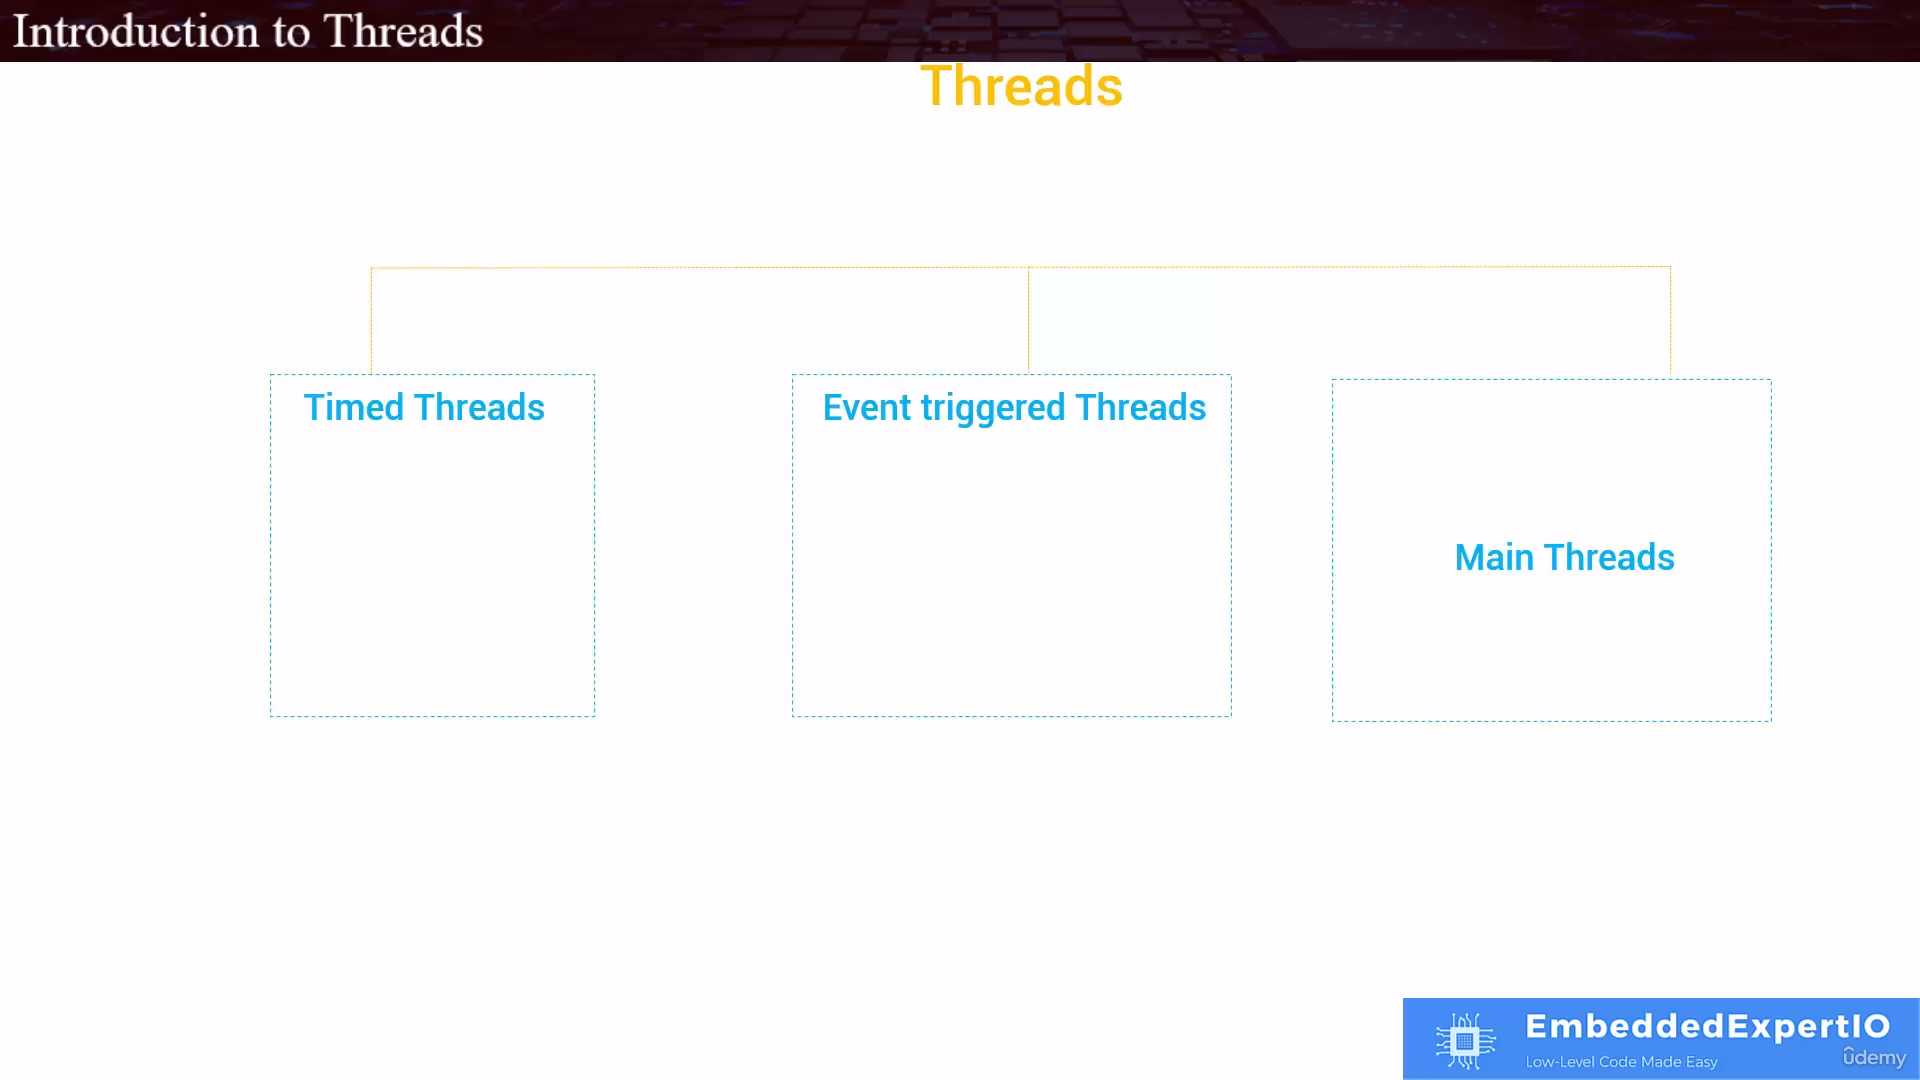 Introduction to Threads
Threads
Timed Threads
Event triggered Threads
Main Threads
EmbeddedExpertIO
Low-Level Code Made Easy
ûdemy